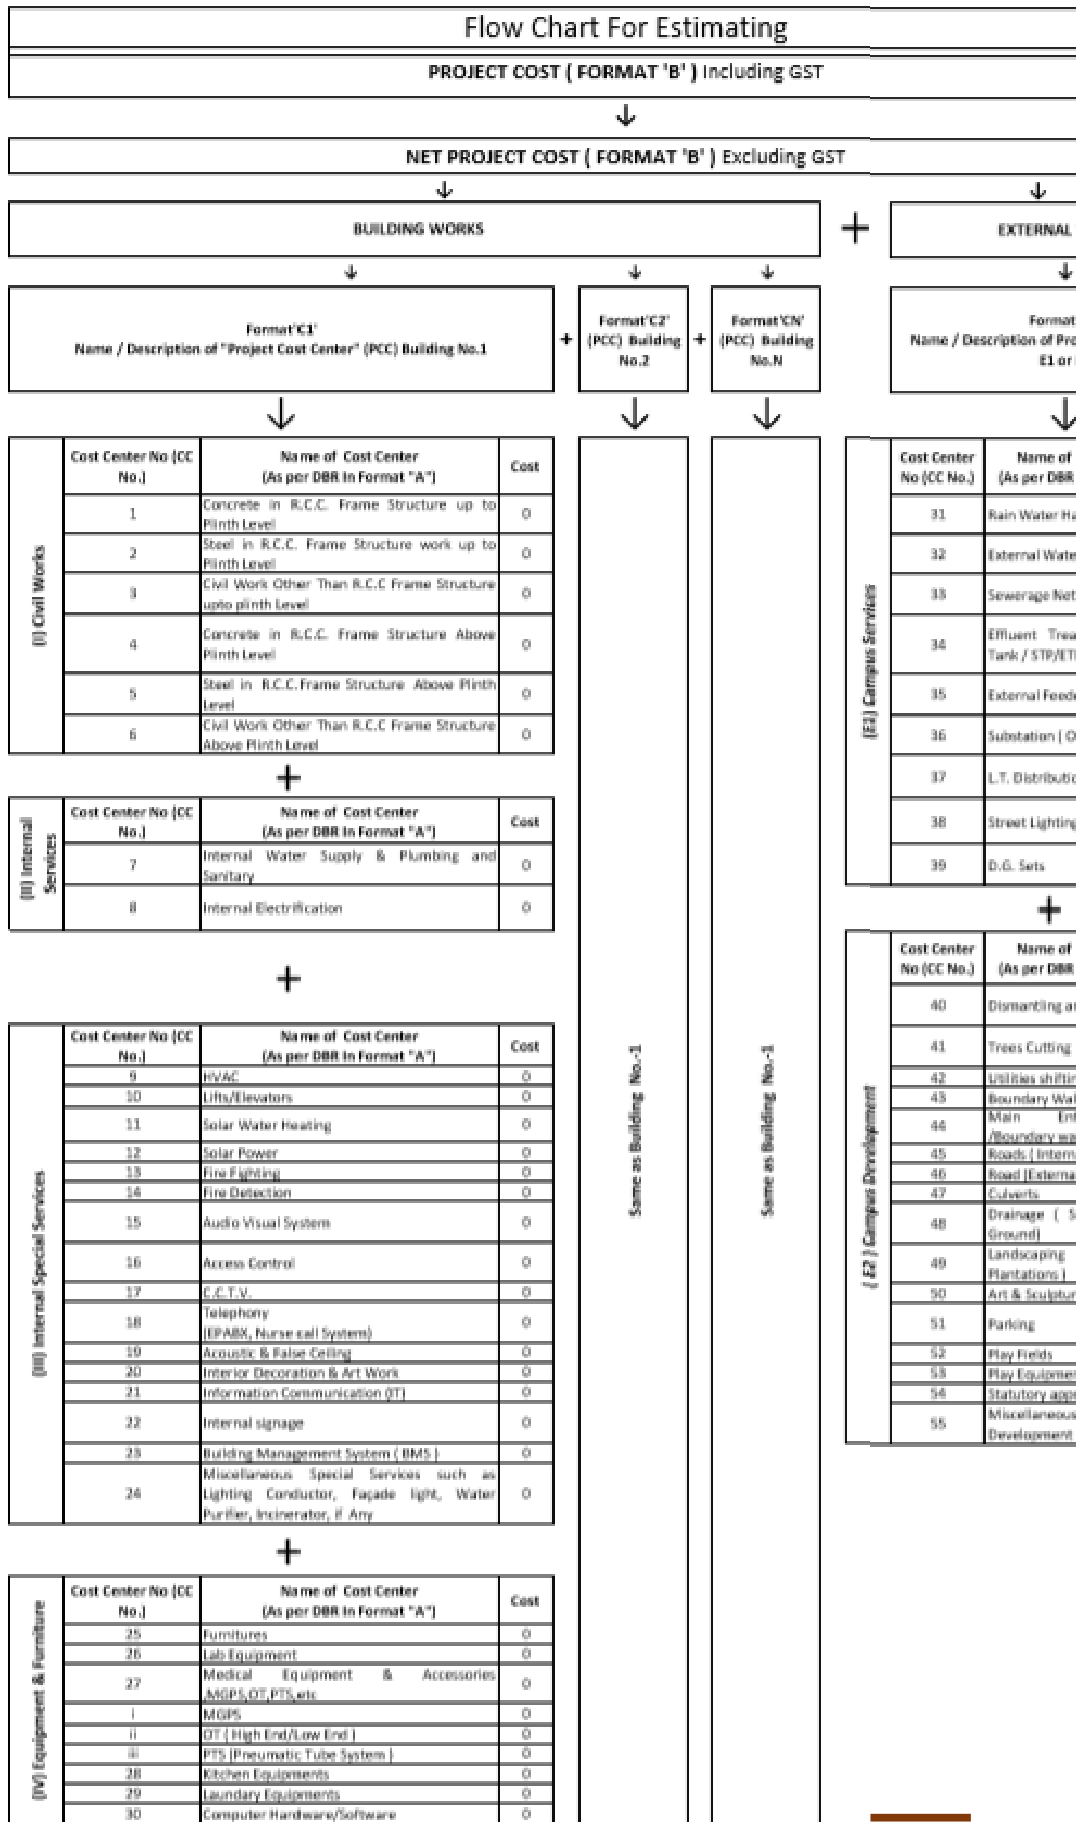 Flow Chart For Estimating
PROJECT COST ( FORMAT 'B' ) Including GST
NET PROJECT COST ( FORMAT 'B' ) Excluding GST
BUILDING WORKS
+
EXTERNAL
Format'C1'
Name / Description of "Project Cost Center" (PCC) Building No.1
+
Format'C2'
(PCC) Building
No.2
+
Format'CN'
(PCC) Building
No.N
Format
Name / Description of Pro
E1 or
(I) Civil Works
Cost Center No (CC
No.)
Name of Cost Center
(As per DBR In Format "A")
Cost
1 Concrete in R.C.C. Frame Structure up to
Plinth Level 0
2 Steel in R.C.C. Frame Structure work up to
Plinth Level 0
3 Civil Work Other Than R.C.C Frame Structure
upto plinth Level 0
4 Concrete in R.C.C. Frame Structure Above
Plinth Level 0
5 Steel in R.C.C.Frame Structure Above Plinth
Level 0
6 Civil Work Other Than R.C.C Frame Structure
Above Plinth Level 0
+
(II) Internal
Services
Cost Center No (CC
No.)
Name of Cost Center
(As per DBR In Format "A")
Cost
7 Internal Water Supply & Plumbing and
Sanitary 0
8 Internal Electrification 0
+
(III) Internal Special Services
Cost Center No (CC
No.)
Name of Cost Center
(As per DBR In Format "A")
Cost
9 HVAC 0
10 Lifts/Elevators 0
11 Solar Water Heating 0
12 Solar Power 0
13 Fire Fighting 0
14 Fire Detection 0
15 Audio Visual System 0
16 Access Control 0
17 C.C.T.V. 0
18 Telephony
(EPABX, Nurse call System) 0
19 Acoustic & False Ceiling 0
20 Interior Decoration & Art Work 0
21 Information Communication (IT) 0
22 Internal signage 0
23 Building Management System ( BMS ) 0
24 Miscellaneous Special Services such as
Lighting Conductor, Façade light, Water
Purifier, Incinerator, if Any 0
+
(IV) Equipment & Furniture
Cost Center No (CC
No.)
Name of Cost Center
(As per DBR In Format "A")
Cost
25 Furnitures 0
26 Lab Equipment 0
27 Medical Equipment & Accessories
,MGPS,OT,PTS,etc 0
i MGPS 0
ii OT ( High End/Low End ) 0
iii PTS (Pneumatic Tube System ) 0
28 Kitchen Equipments 0
29 Laundary Equipments 0
30 Computer Hardware/Software 0
Same as Building No.-1
Same as Building No.-1
(E1) Campus Services
Cost Center
No (CC No.)
Name of
(As per DBR
31 Rain Water Ha
32 External Wate
33 Sewerage Net
34 Effluent Trea
Tank / STP/ET
35 External Feede
36 Substation ( O
37 L.T. Distributio
38 Street Lighting
39 D.G. Sets
+
( E2 ) Campus Development
Cost Center
No (CC No.)
Name of
(As per DBR
40 Dismantling a
41 Trees Cutting
42 Utilities shiftin
43 Boundary Wal
44 Main Ent
/Boundary wa
45 Roads ( Interna
46 Road [Externa
47 Culverts
48 Drainage ( S
Ground)
49 Landscaping
Plantations )
50 Art & Sculptur
51 Parking
52 Play Fields
53 Play Equipmen
54 Statutory appr
55 Miscellaneous
Development